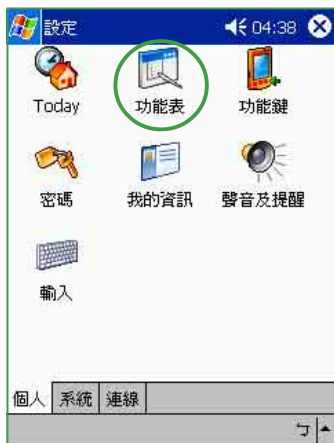 設定 04:38
Today 功能表 功能鍵
密碼 我的資訊 聲音及提醒
輸入
個人 系統 連線
ㄅ